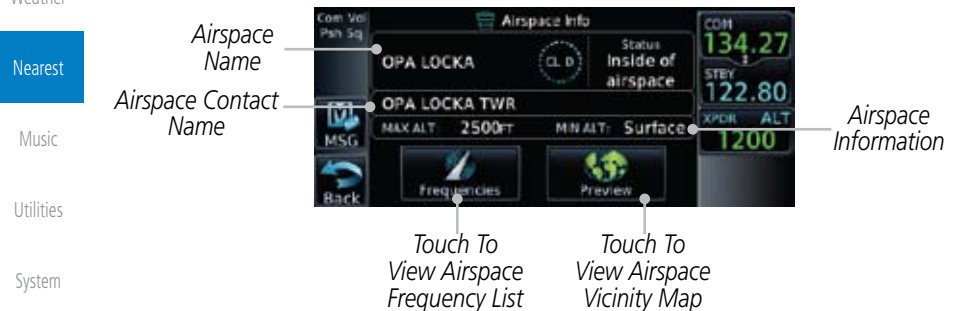 Weather
Nearest
Music
Utilities
System
Airspace
Name
Airspace Contact
Name
Com Vol
Psh Sq
MSG
Back
Airspace Info
OPA LOCKA
CL D
Status
Inside of
airspace
OPA LOCKA TWR
MAX ALT: 2500FT MIN ALT: Surface
Frequencies
Preview
COM
134.27
STBY
122.80
XPDR ALT
1200
Airspace
Information
Touch To
View Airspace
Frequency List
Touch To
View Airspace
Vicinity Map